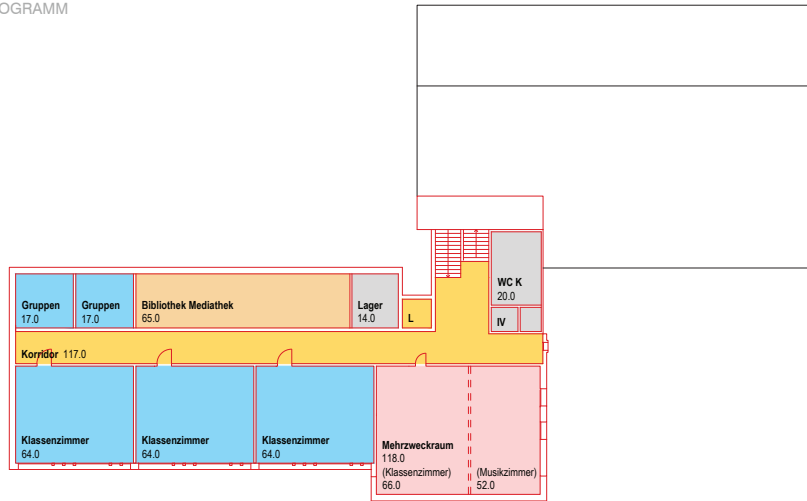 OGRAMM
WC K
20.0
Gruppen
17.0
Gruppen
17.0
Bibliothek Mediathek
65.0
Lager
14.0
L
IV
Korridor 117.0
Klassenzimmer
64.0
Klassenzimmer
64.0
Klassenzimmer
64.0
Mehrzweckraum
118.0
(Klassenzimmer)
66.0
(Musikzimmer)
52.0